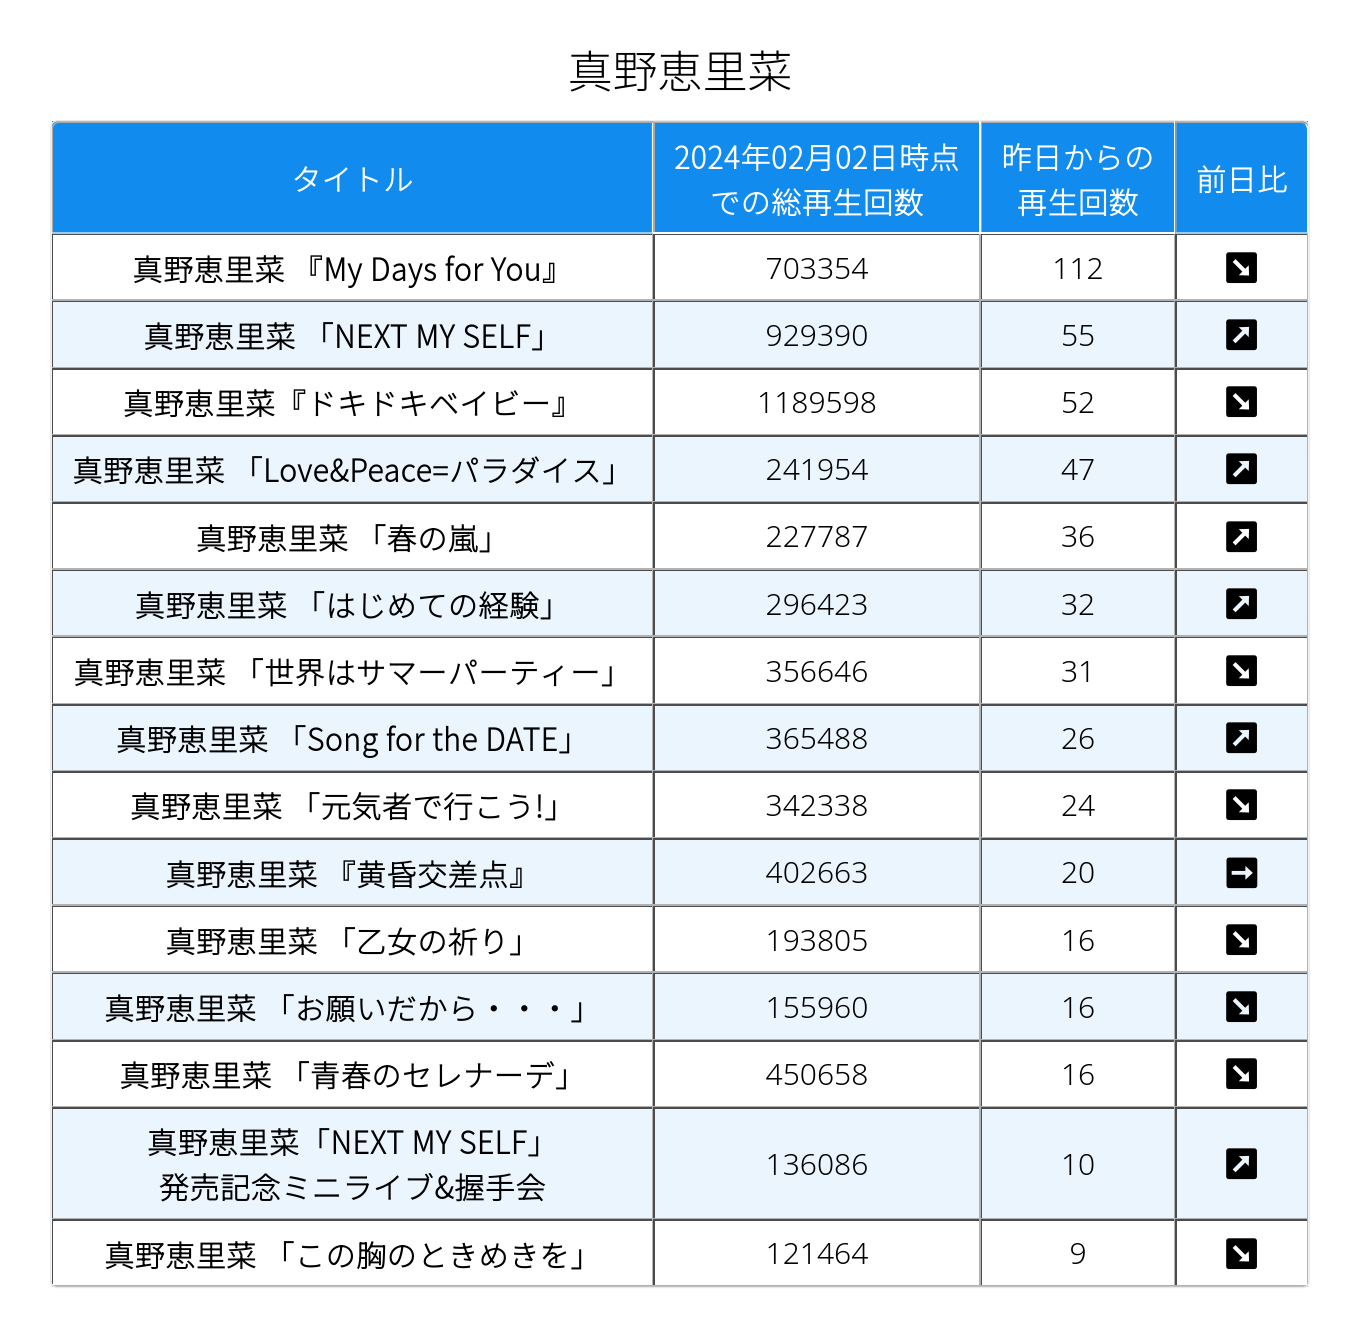 真野恵里菜
タイトル
2024年02月02日時点
での総再生回数
昨日からの
再生回数
前日比
真野恵里菜 『My Days for You』 703354 112 ↘
真野恵里菜 「NEXT MY SELF」 929390 55 ↗
真野恵里菜『ドキドキベイビー』 1189598 52 ↘
真野恵里菜 「Love&Peace=パラダイス」 241954 47 ↗
真野恵里菜 「春の嵐」 227787 36 ↗
真野恵里菜 「はじめての経験」 296423 32 ↗
真野恵里菜 「世界はサマーパーティー」 356646 31 ↘
真野恵里菜 「Song for the DATE」 365488 26 ↗
真野恵里菜 「元気者で行こう!」 342338 24 ↘
真野恵里菜 『黄昏交差点』 402663 20 →
真野恵里菜 「乙女の祈り」 193805 16 ↘
真野恵里菜 「お願いだから・・・」 155960 16 ↘
真野恵里菜 「青春のセレナーデ」 450658 16 ↘
真野恵里菜「NEXT MY SELF」
発売記念ミニライブ&握手会 136086 10 ↗
真野恵里菜 「この胸のときめきを」 121464 9 ↘